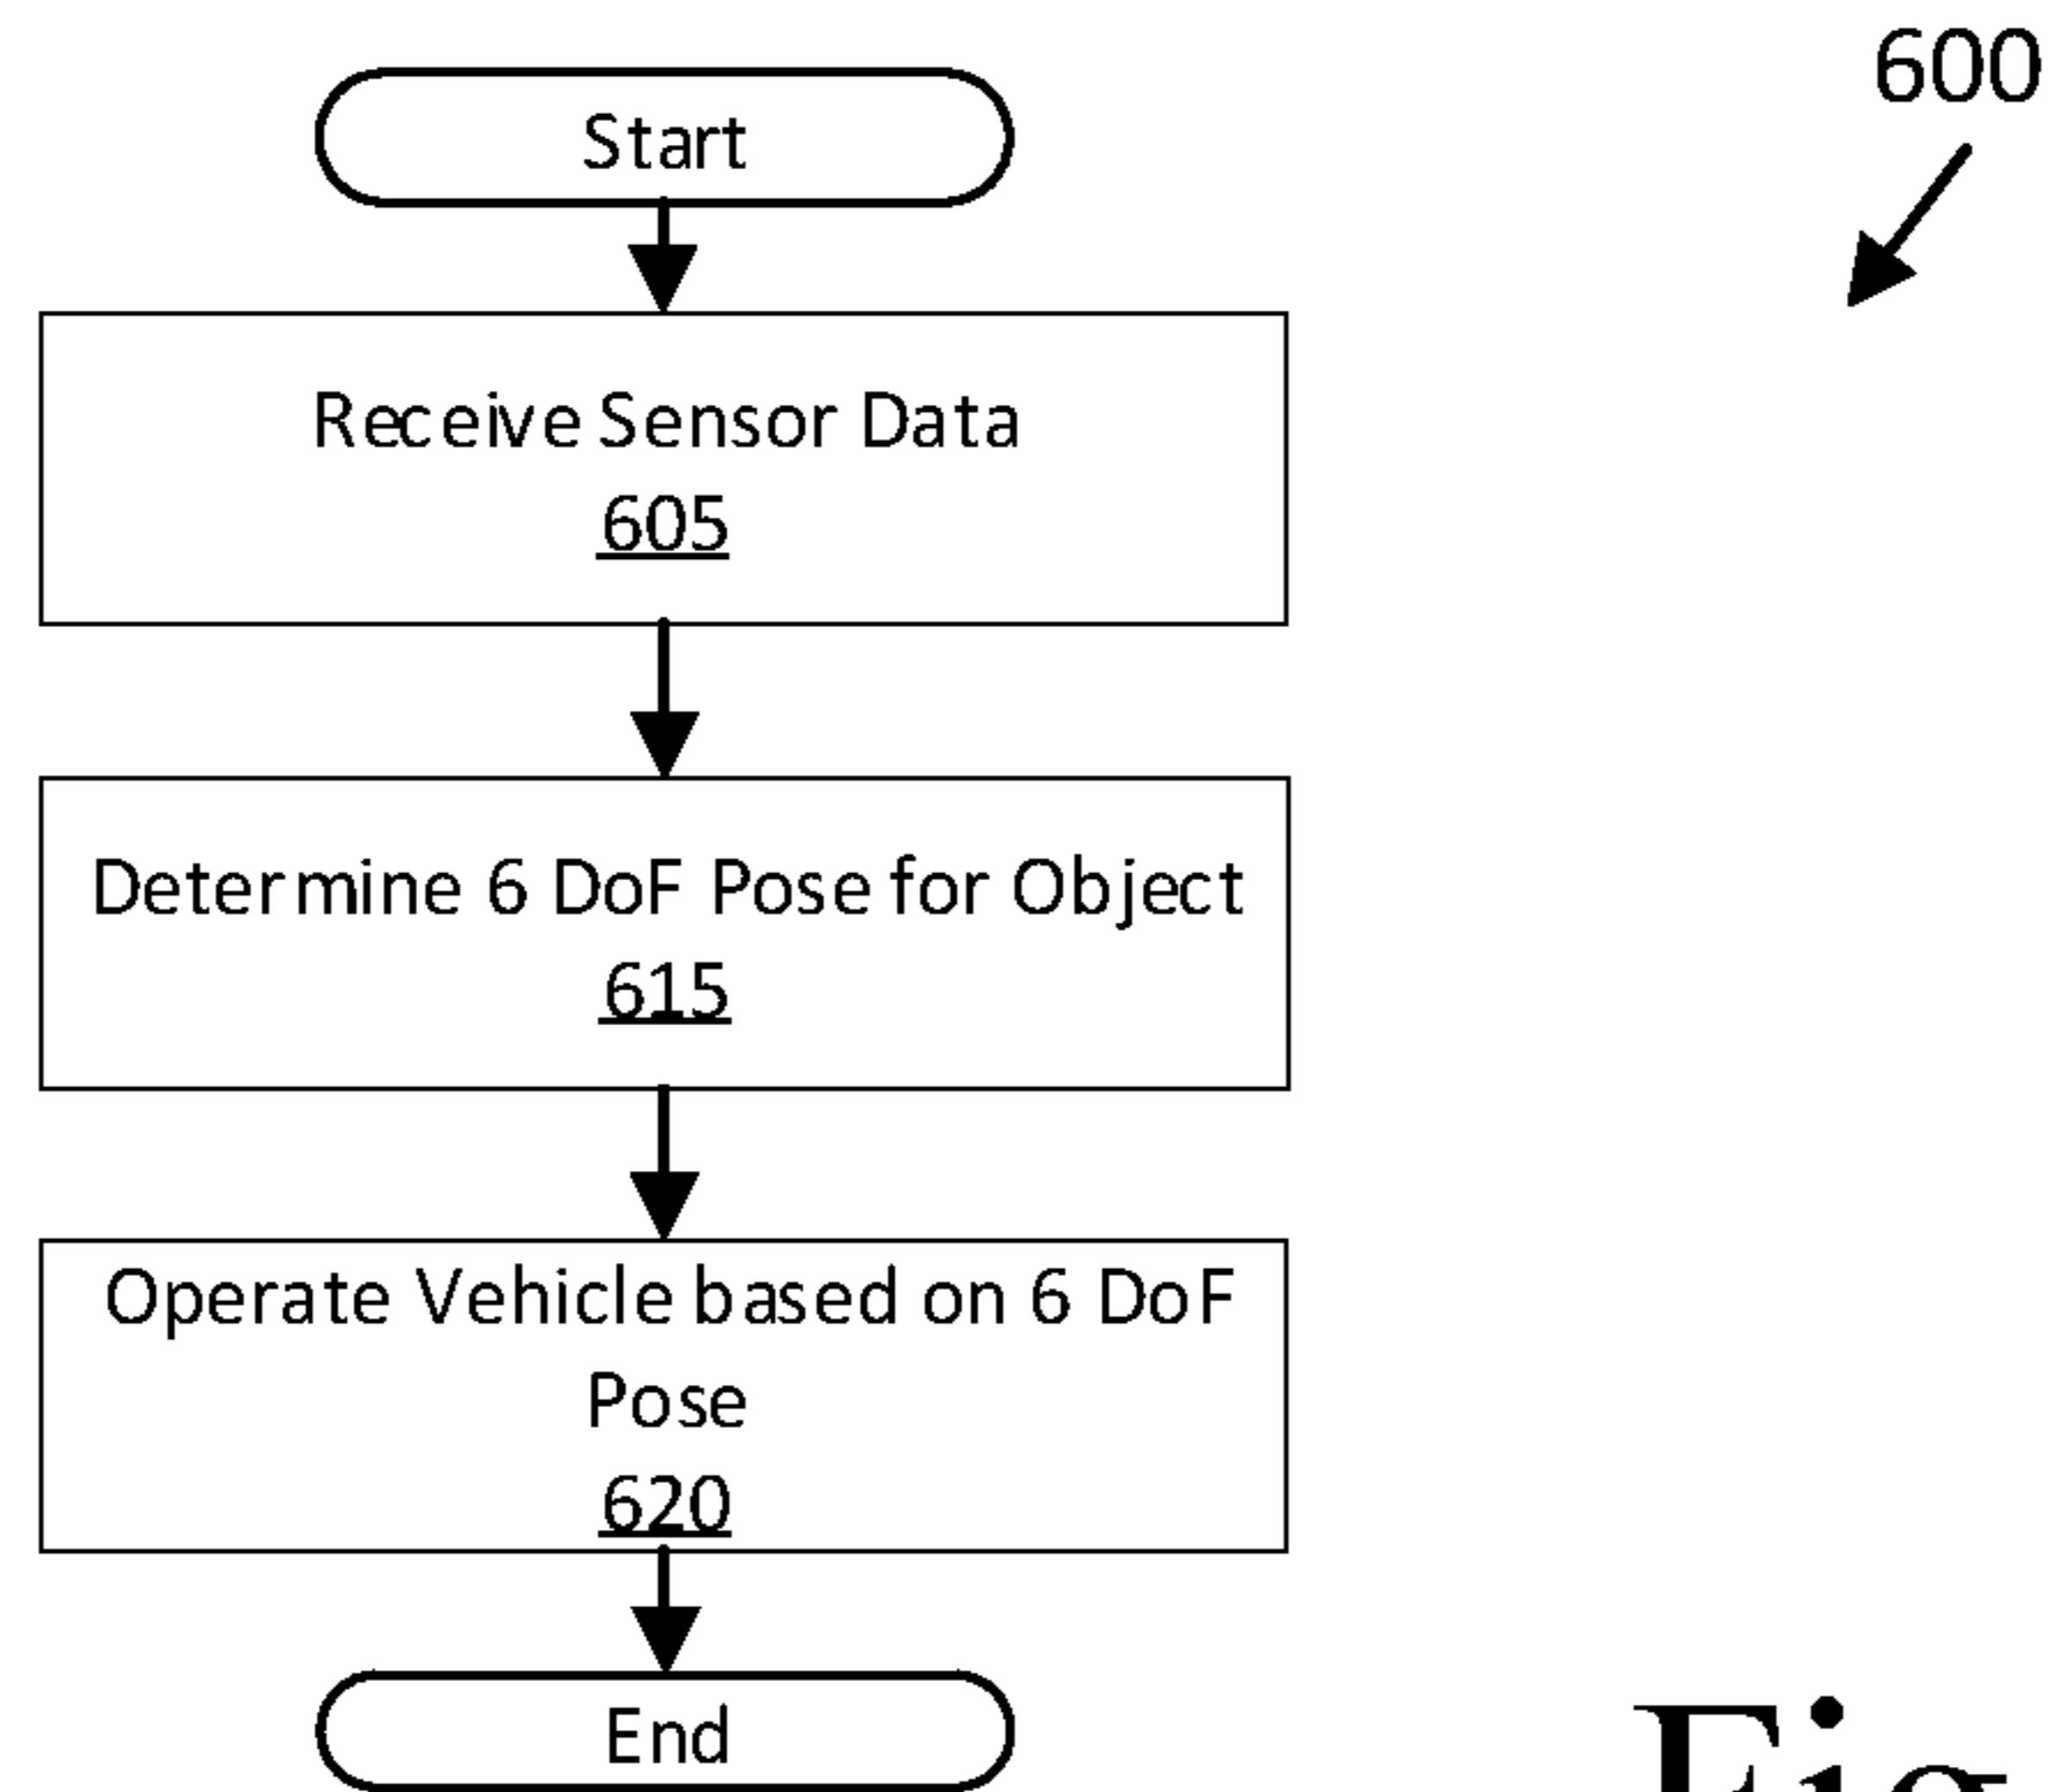 600
Start
Receive Sensor Data
605
Determine 6 DoF Pose for Object
615
Operate Vehicle based on 6 DoF
Pose
620
End
Fig